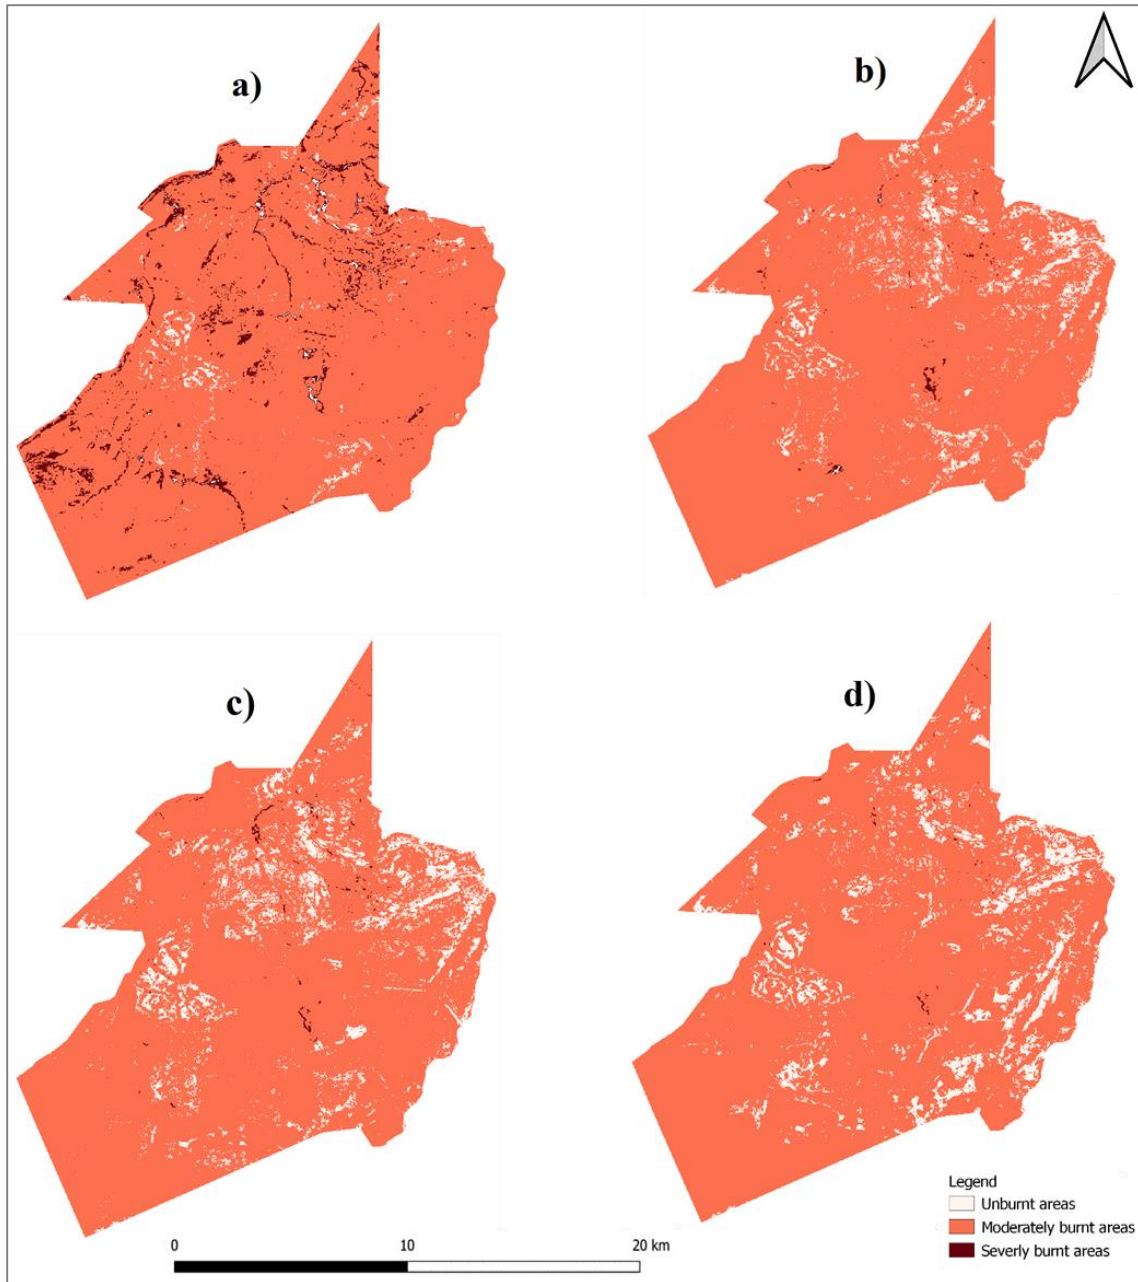 a)
b)
c)
d)
Legend
Unburnt areas
Moderately burnt areas
Severly burnt areas
0 10 20 km